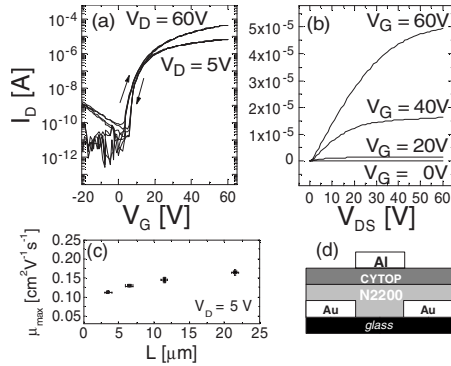 (a)
10⁻⁴
10⁻⁶
10⁻⁸
10⁻¹⁰
10⁻¹²
I_D [A]
V_D = 60V
V_D = 5V
-20 0 20 40 60
V_G [V]
(b)
5x10⁻⁵
4x10⁻⁵
3x10⁻⁵
2x10⁻⁵
1x10⁻⁵
0
V_G = 60V
V_G = 40V
V_G = 20V
V_G = 0V
0 10 20 30 40 50 60
V_DS [V]
(c)
0.25
0.20
0.15
0.10
0.05
0.00
μ_max [cm²V⁻¹s⁻¹]
V_D = 5 V
0 5 10 15 20 25
L [μm]
(d)
Al
CYTOP
N2200
Au Au
glass